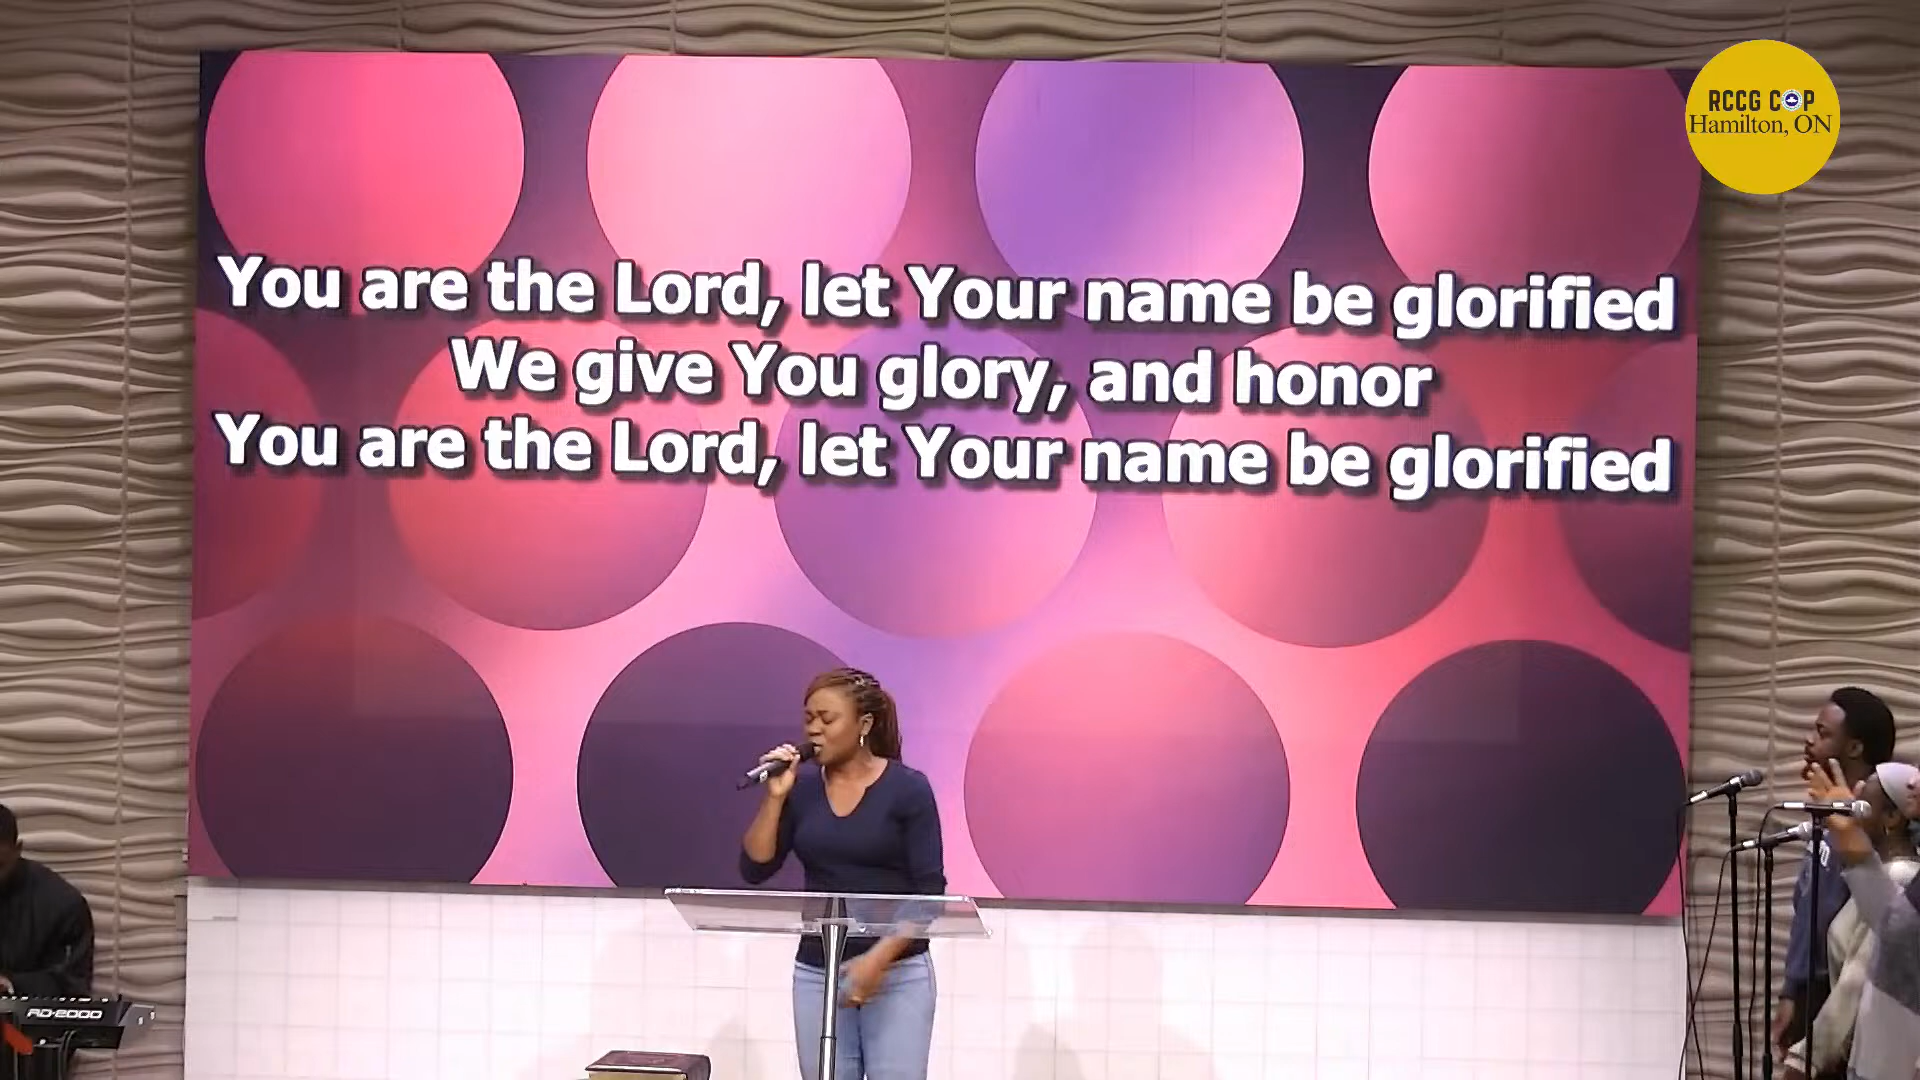 RCCG COP
Hamilton, ON
You are the Lord, let Your name be glorified
We give You glory, and honor
You are the Lord, let Your name be glorified
RD-2000